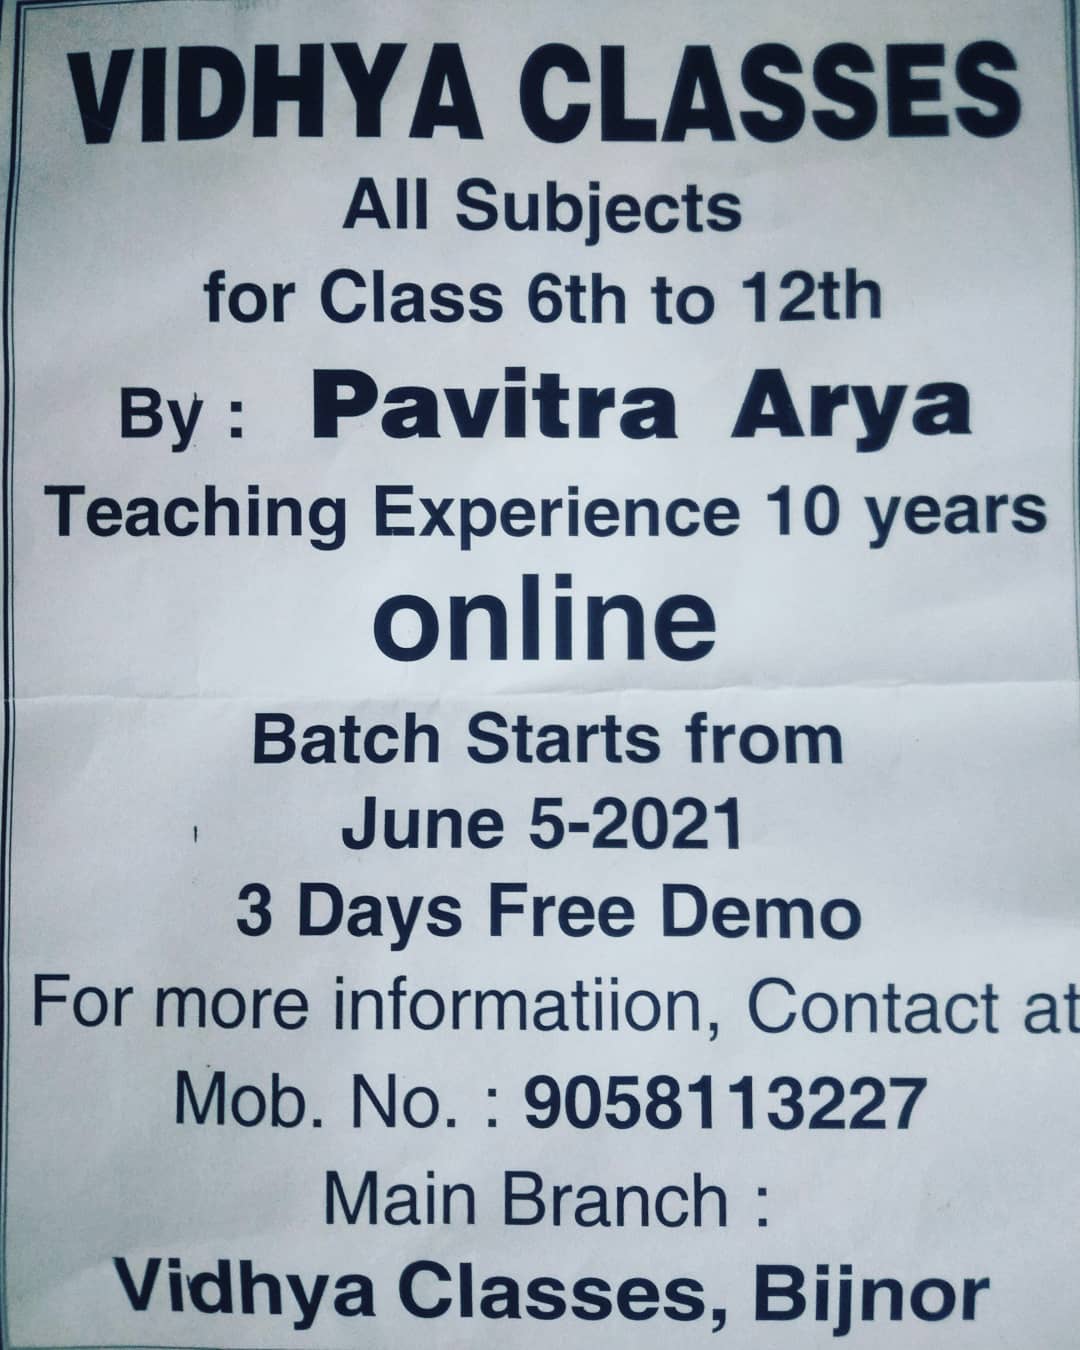 VIDHYA CLASSES
All Subjects
for Class 6th to 12th
By : Pavitra Arya
Teaching Experience 10 years
online
Batch Starts from
June 5-2021
3 Days Free Demo
For more informatiion, Contact at
Mob. No. : 9058113227
Main Branch :
Vidhya Classes, Bijnor